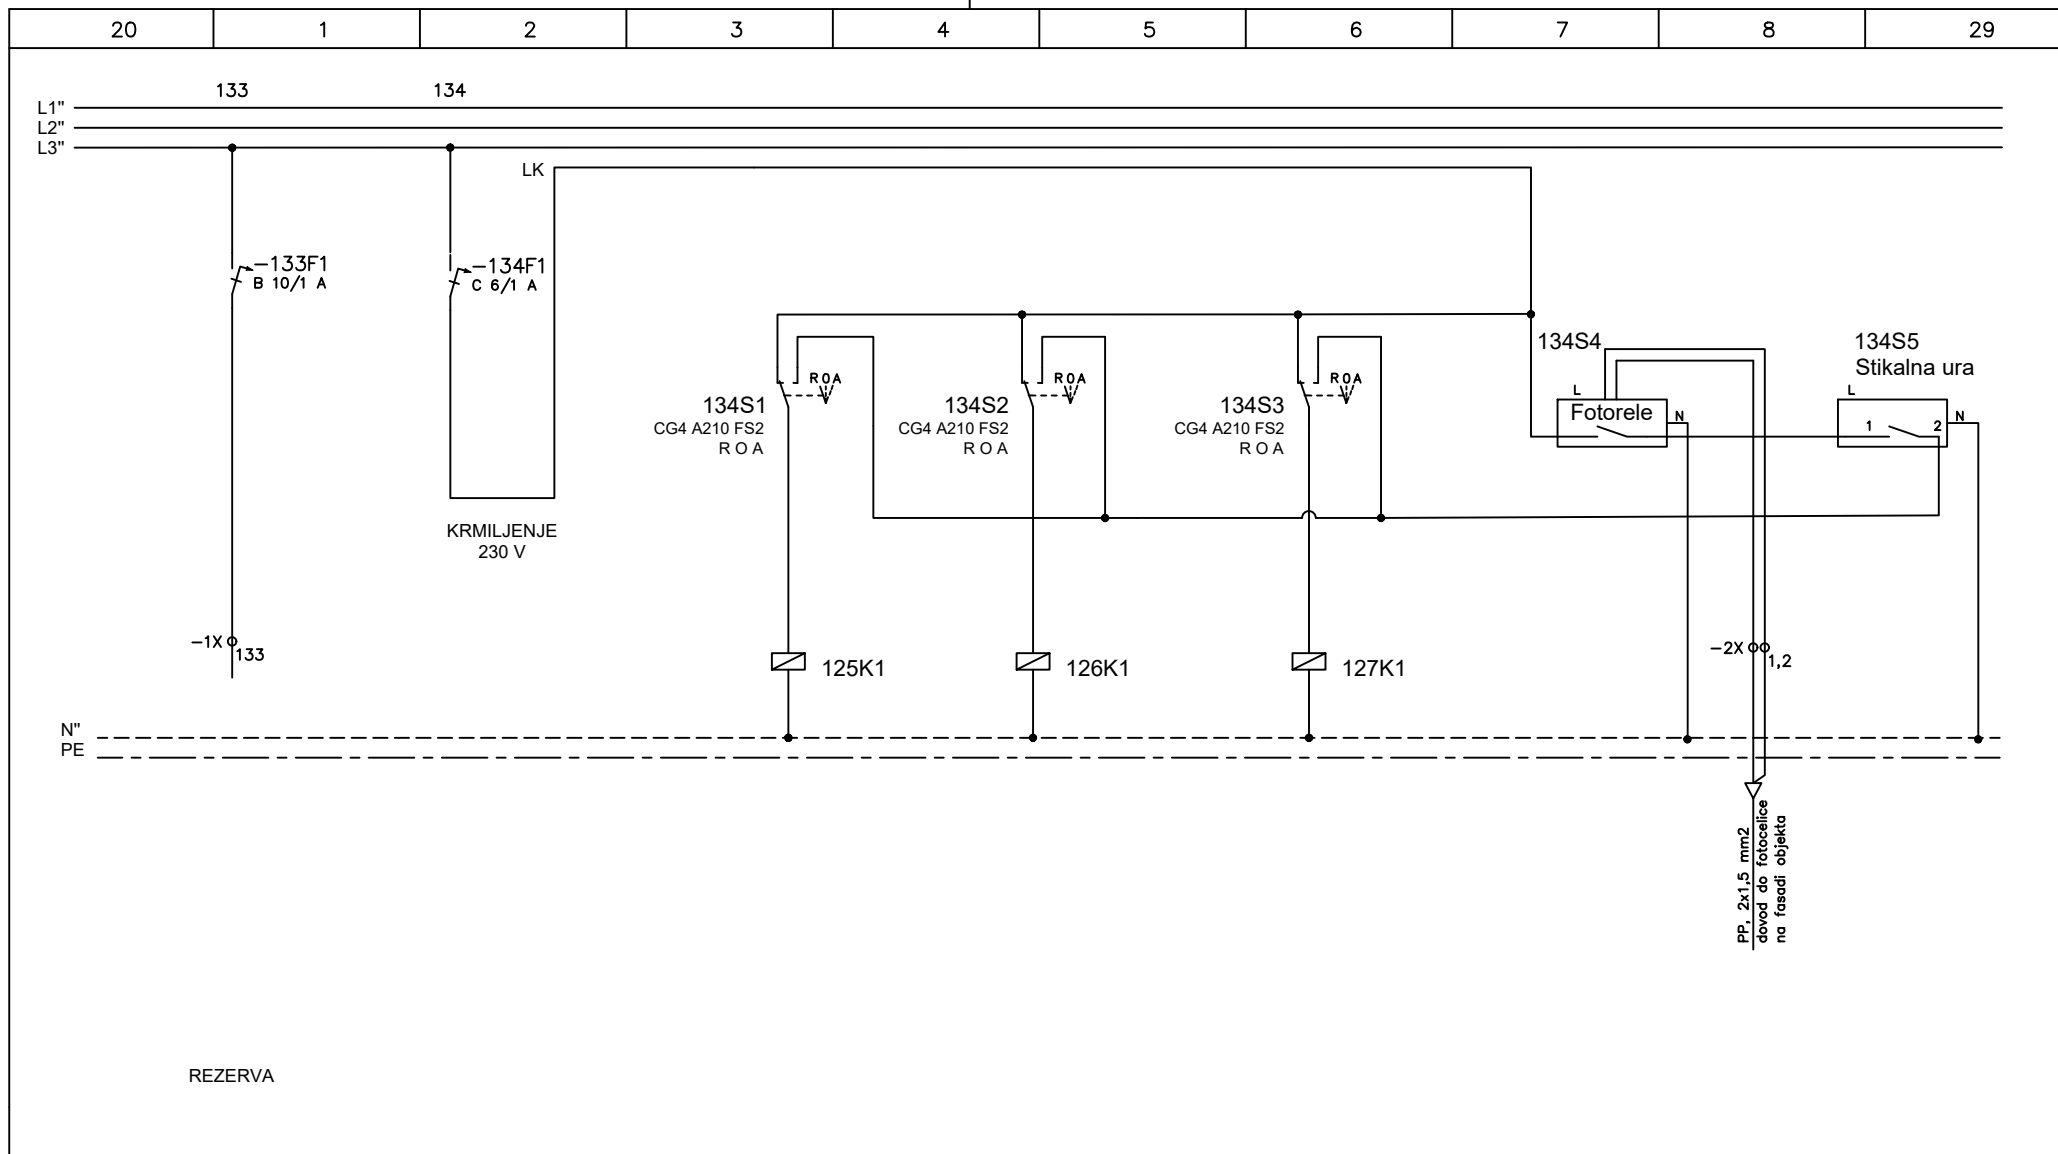 20 1 2 3 4 5 6 7 8 29
133 134
L1"
L2"
L3"
LK
-133F1
B 10/1 A
-134F1
C 6/1 A
134S1
CG4 A210 FS2
R O A
R O A
134S2
CG4 A210 FS2
R O A
R O A
134S3
CG4 A210 FS2
R O A
R O A
134S4
L
Fotorele
N
134S5
Stikalna ura
L
1 2
N
KRMILJENJE
230 V
-1X
133
125K1
126K1
127K1
-2X
1,2
N"
PE
PP, 2x1,5 mm2
dovod do fotocelice
na fasadi objekta
REZERVA